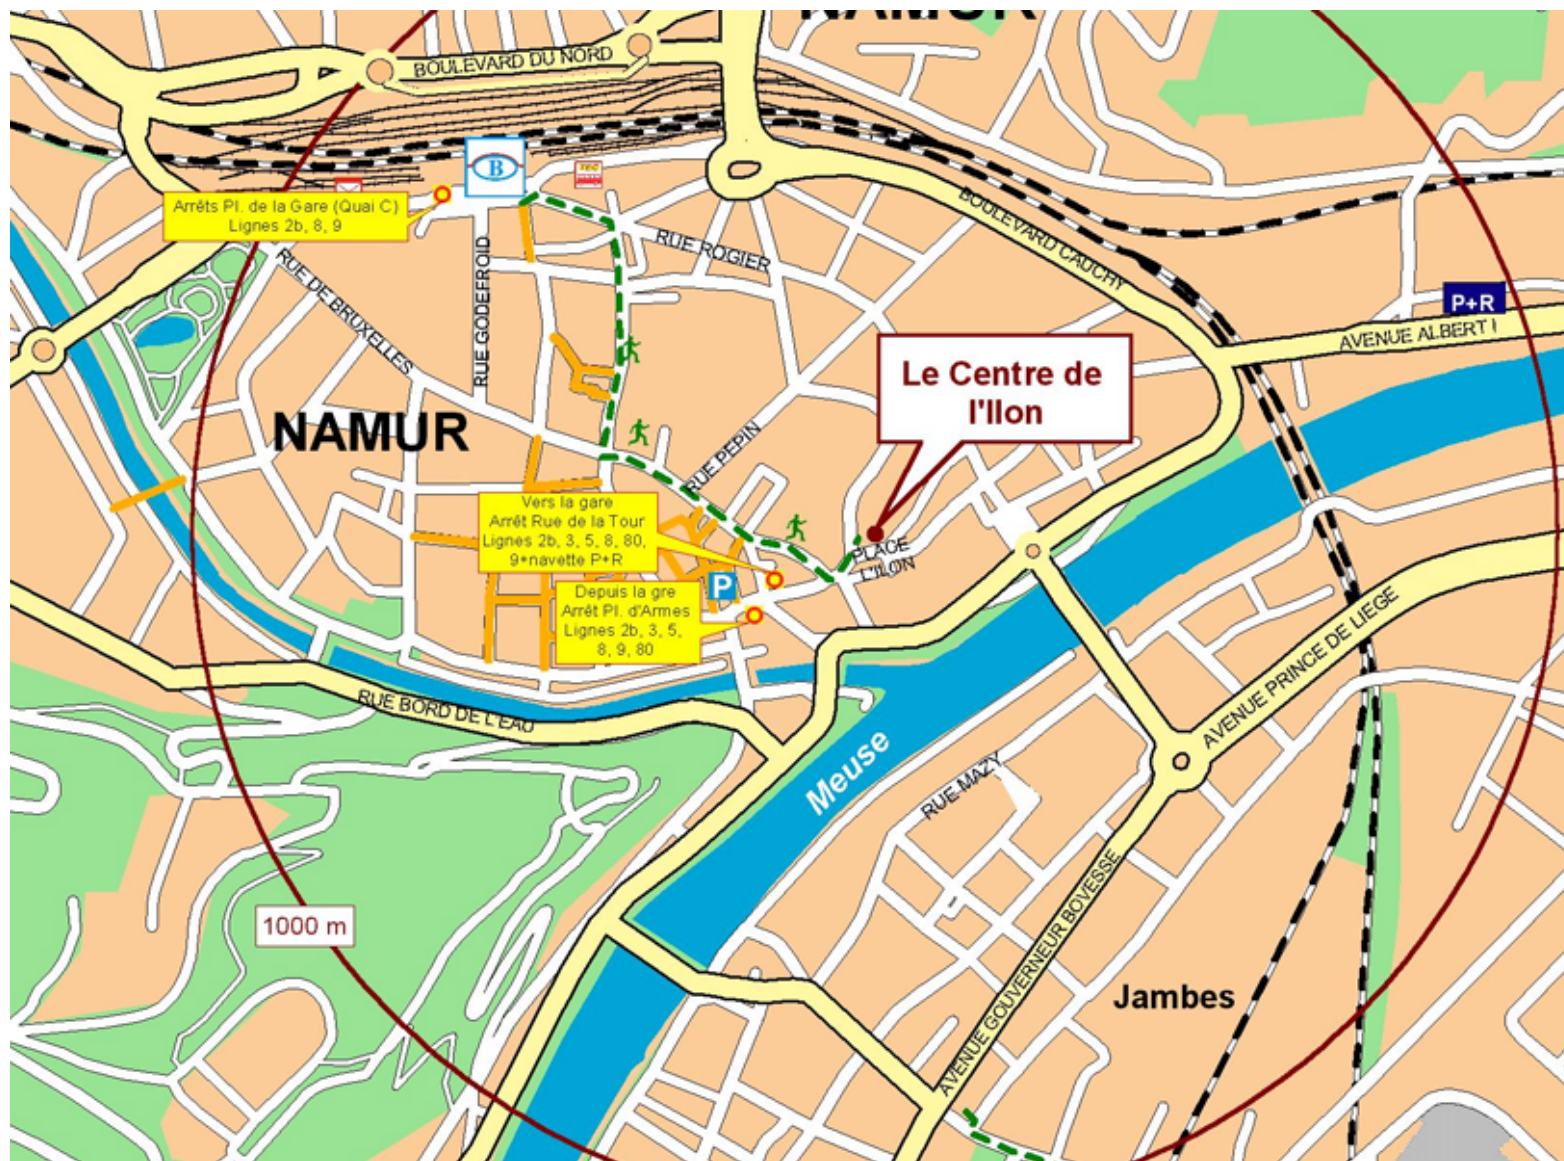 NAMUR
BOULEVARD DU NORD
B
TEC
Arrêts Pl. de la Gare (Quai C)
Lignes 2b, 8, 9
RUE ROGIER
BOULEVARD CAUCHY
RUE DE BRUXELLES
RUE GODEFROID
P+R
AVENUE ALBERT I
Le Centre de
l'Ilon
NAMUR
RUE PEPIN
Vers la gare
Arrêt Rue de la Tour
Lignes 2b, 3, 5, 8, 80,
9+navette P+R
PLACE
L'ILON
P
Depuis la gre
Arrêt Pl. d'Armes
Lignes 2b, 3, 5,
8, 9, 80
AVENUE PRINCE DE LIEGE
RUE BORD DE L'EAU
Meuse
RUE MAZY
1000 m
AVENUE GOUVERNEUR BOVESSE
Jambes